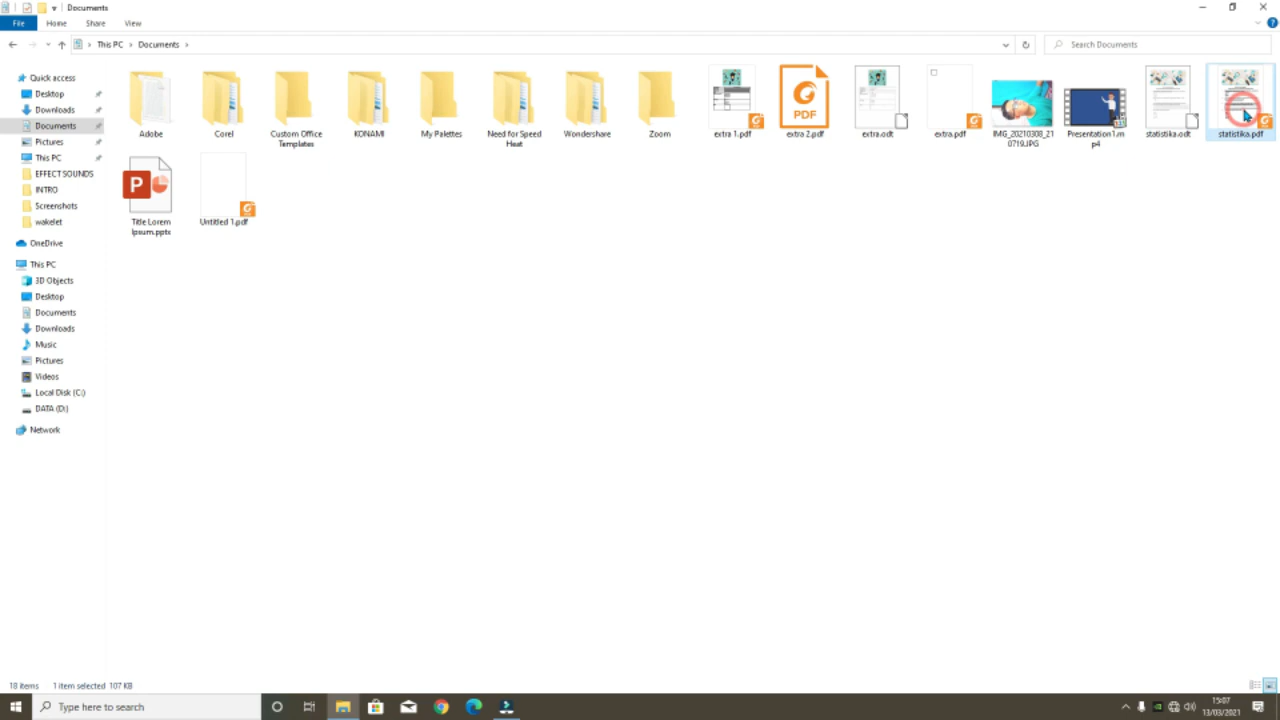 Documents
File Home Share View
This PC Documents
Search Documents
Quick access
Desktop
Downloads
Documents
Pictures
This PC
EFFECT SOUNDS
INTRO
Screenshots
wakelet
OneDrive
This PC
3D Objects
Desktop
Documents
Downloads
Music
Pictures
Videos
Local Disk (C:)
DATA (D:)
Network
Adobe
Corel
Custom Office
Templates
KONAMI
My Palettes
Need for Speed
Heat
Wondershare
Zoom
extra 1.pdf
PDF
extra 2.pdf
extra.odt
extra.pdf
IMG_20210308_21
0719.JPG
Presentation1.m
p4
statistika.odt
statistika.pdf
P
Title Lorem
Ipsum.pptx
Untitled 1.pdf
18 items 1 item selected 107 KB
Type here to search
15:07
13/03/2021